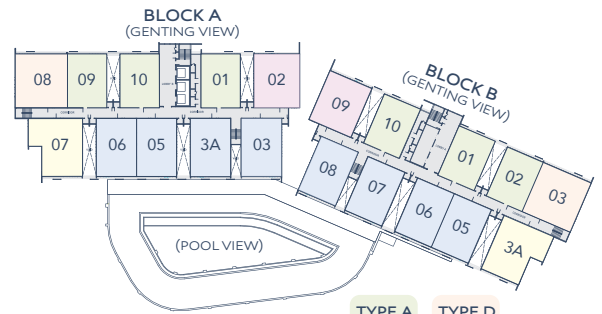 BLOCK A
(GENTING VIEW)
08 09 10 01 02
07 06 05 3A 03
BLOCK B
(GENTING VIEW)
09 10 01 02 03
08 07 06 05 3A
(POOL VIEW)
TYPE A TYPE D